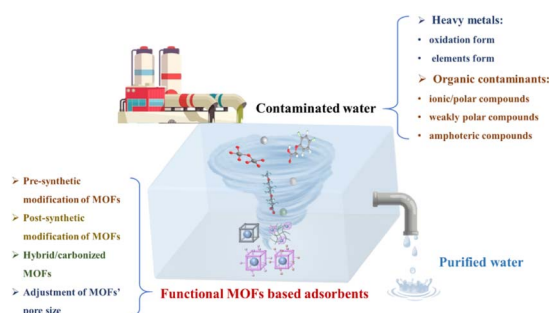 ➢ Heavy metals:
• oxidation form
• elements form
➢ Organic contaminants:
• ionic/polar compounds
• weakly polar compounds
• amphoteric compounds
Contaminated water
➢ Pre-synthetic
modification of MOFs
➢ Post-synthetic
modification of MOFs
➢ Hybrid/carbonized
MOFs
➢ Adjustment of MOFs'
pore size
Functional MOFs based adsorbents
Purified water